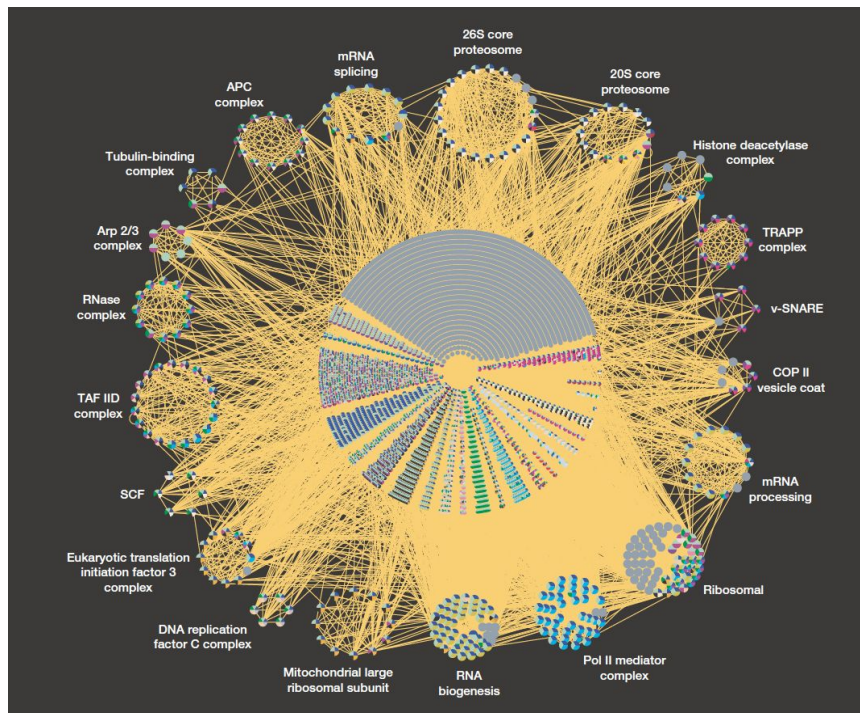 26S core
proteosome
mRNA
splicing
20S core
proteosome
APC
complex
Histone deacetylase
complex
Tubulin-binding
complex
Arp 2/3
complex
TRAPP
complex
RNase
complex
v-SNARE
COP II
vesicle coat
TAF IID
complex
mRNA
processing
SCF
Eukaryotic translation
initiation factor 3
complex
Ribosomal
DNA replication
factor C complex
Mitochondrial large
ribosomal subunit
RNA
biogenesis
Pol II mediator
complex